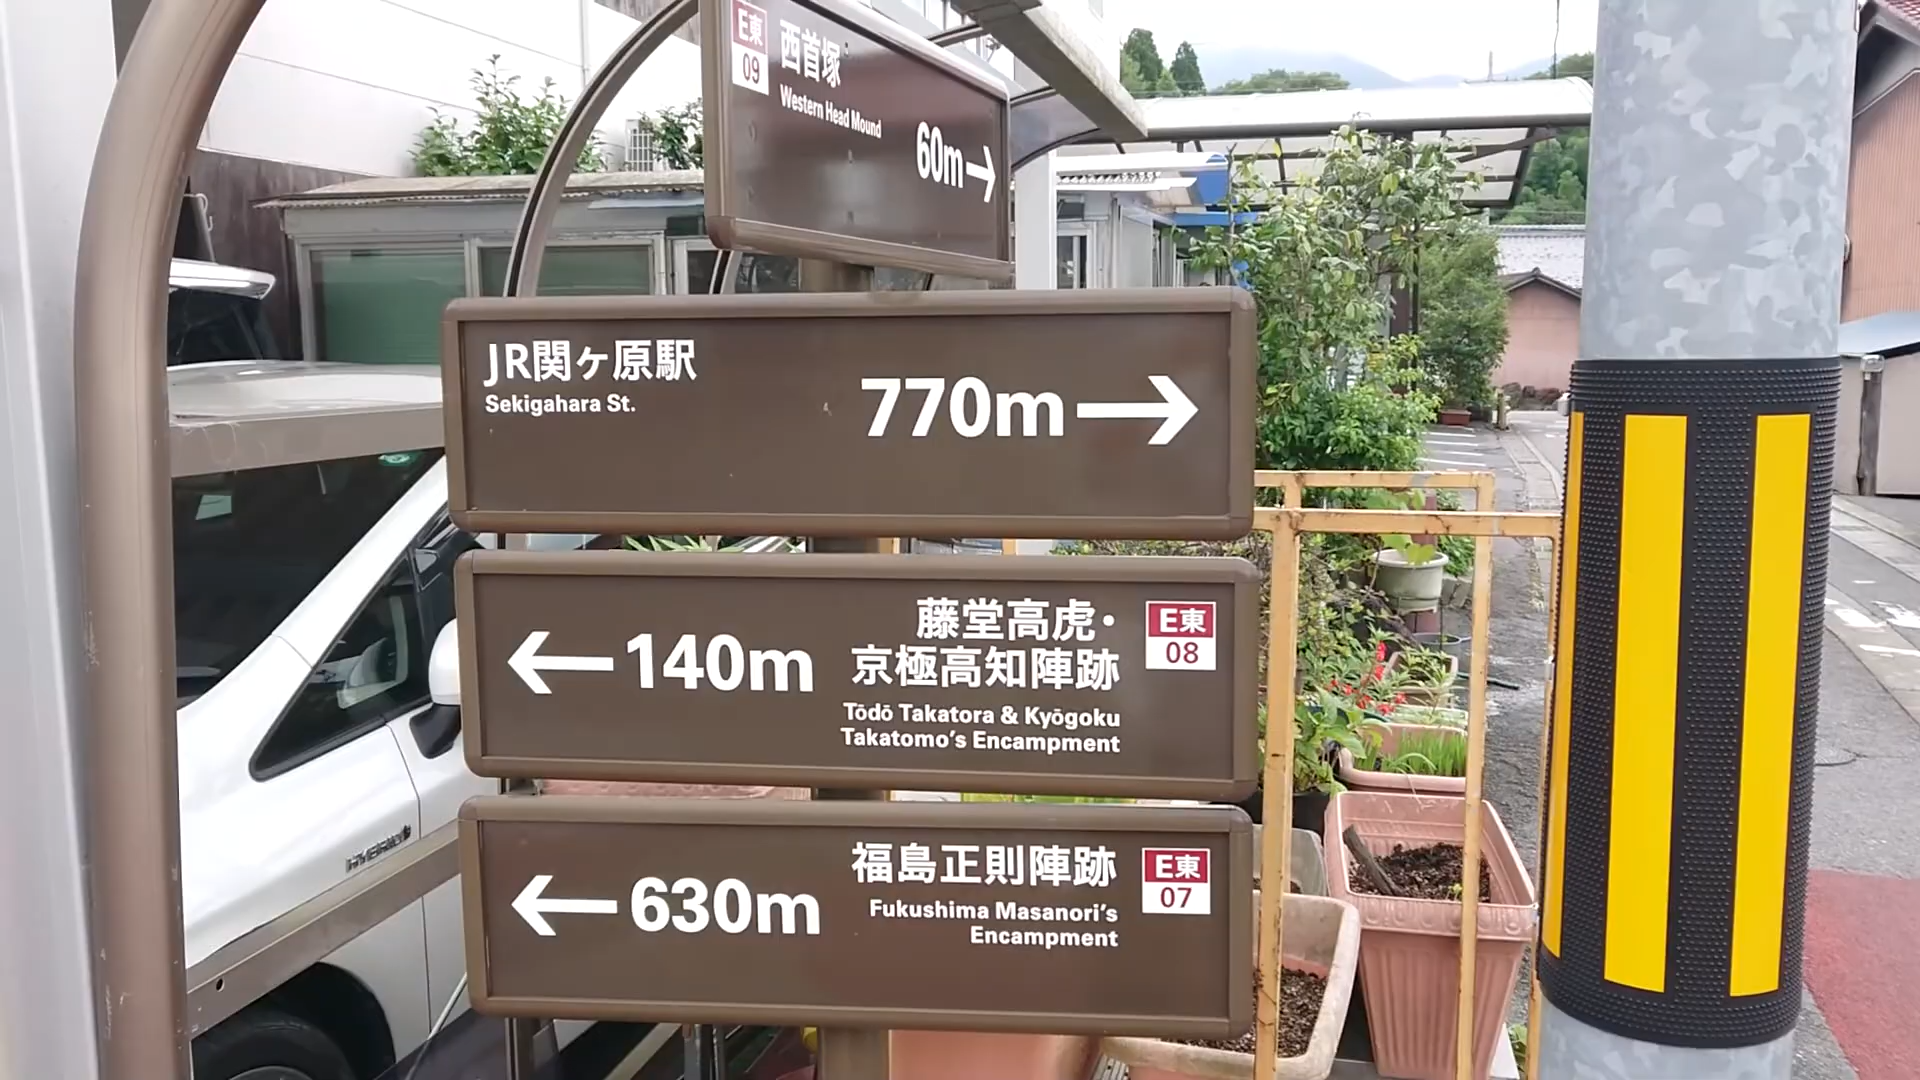 E東
09
西首塚
Western Head Mound
60m→
JR関ヶ原駅
Sekigahara St.
770m→
←140m
藤堂高虎・
京極高知陣跡
Tōdō Takatora & Kyōgoku
Takatomo's Encampment
E東
08
←630m
福島正則陣跡
Fukushima Masanori's
Encampment
E東
07
HYBRID